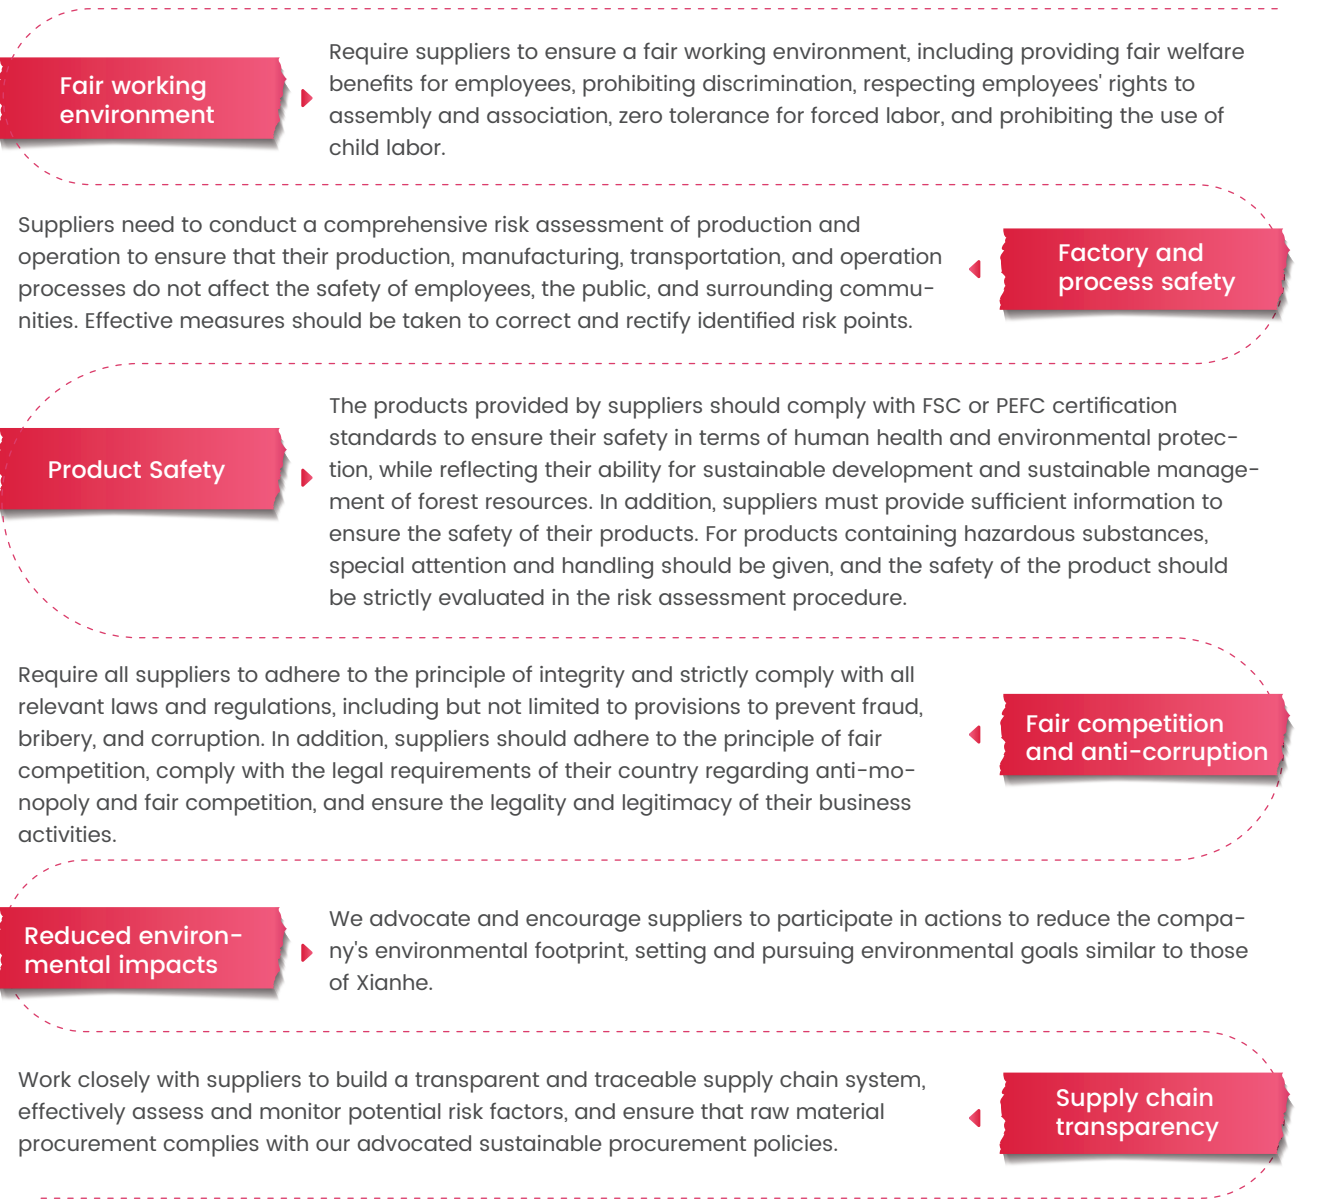 Fair working
environment
Require suppliers to ensure a fair working environment, including providing fair welfare
benefits for employees, prohibiting discrimination, respecting employees' rights to
assembly and association, zero tolerance for forced labor, and prohibiting the use of
child labor.
Suppliers need to conduct a comprehensive risk assessment of production and
operation to ensure that their production, manufacturing, transportation, and operation
processes do not affect the safety of employees, the public, and surrounding commu-
nities. Effective measures should be taken to correct and rectify identified risk points.
Factory and
process safety
Product Safety
The products provided by suppliers should comply with FSC or PEFC certification
standards to ensure their safety in terms of human health and environmental protec-
tion, while reflecting their ability for sustainable development and sustainable manage-
ment of forest resources. In addition, suppliers must provide sufficient information to
ensure the safety of their products. For products containing hazardous substances,
special attention and handling should be given, and the safety of the product should
be strictly evaluated in the risk assessment procedure.
Require all suppliers to adhere to the principle of integrity and strictly comply with all
relevant laws and regulations, including but not limited to provisions to prevent fraud,
bribery, and corruption. In addition, suppliers should adhere to the principle of fair
competition, comply with the legal requirements of their country regarding anti-mo-
nopoly and fair competition, and ensure the legality and legitimacy of their business
activities.
Fair competition
and anti-corruption
Reduced environ-
mental impacts
We advocate and encourage suppliers to participate in actions to reduce the compa-
ny's environmental footprint, setting and pursuing environmental goals similar to those
of Xianhe.
Work closely with suppliers to build a transparent and traceable supply chain system,
effectively assess and monitor potential risk factors, and ensure that raw material
procurement complies with our advocated sustainable procurement policies.
Supply chain
transparency